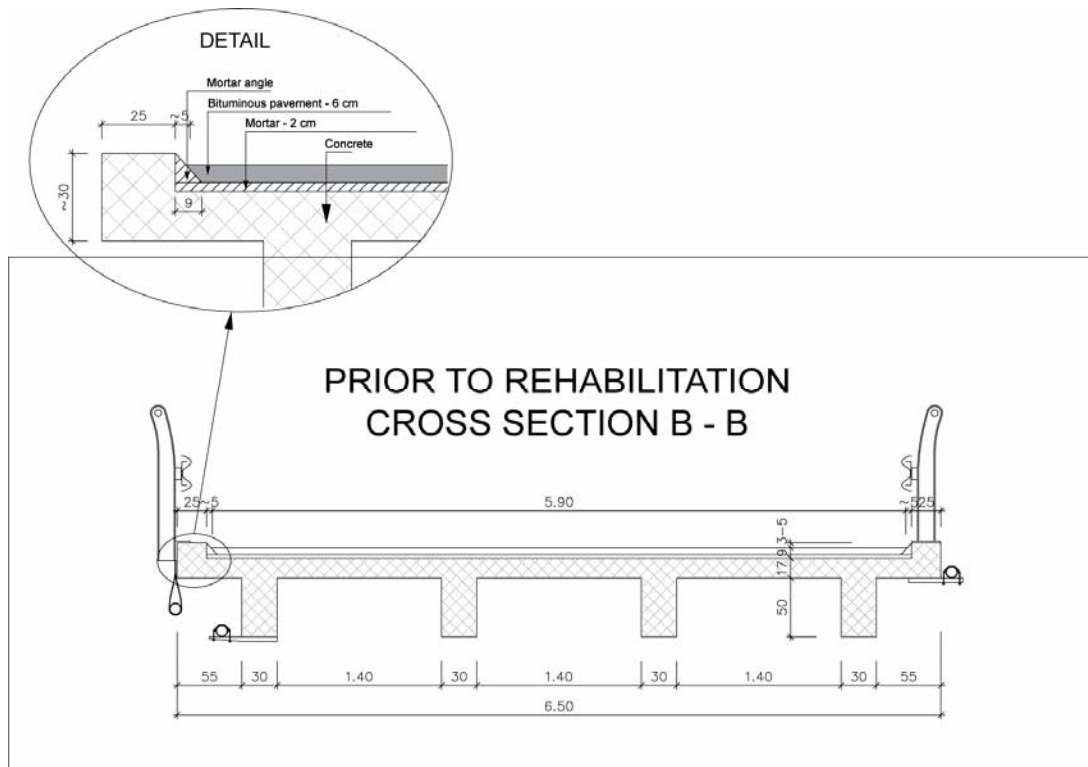 DETAIL
Mortar angle
Bituminous pavement - 6 cm
Mortar - 2 cm
Concrete
25
~5
~30
9
PRIOR TO REHABILITATION
CROSS SECTION B - B
25 ~5 5.90 ~5 25
3-5
9
17
50
55 30 1.40 30 1.40 30 1.40 30 55
6.50